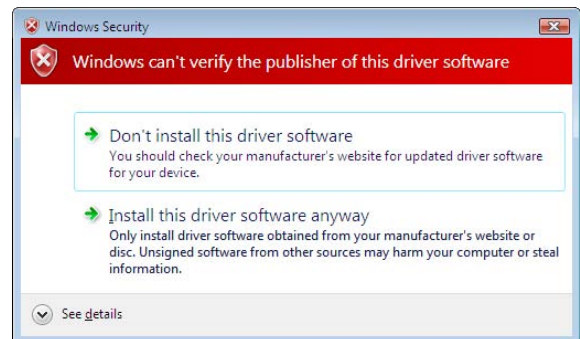 Windows Security
Windows can't verify the publisher of this driver software
Don't install this driver software
You should check your manufacturer's website for updated driver software
for your device.
Install this driver software anyway
Only install driver software obtained from your manufacturer's website or
disc. Unsigned software from other sources may harm your computer or steal
information.
See details